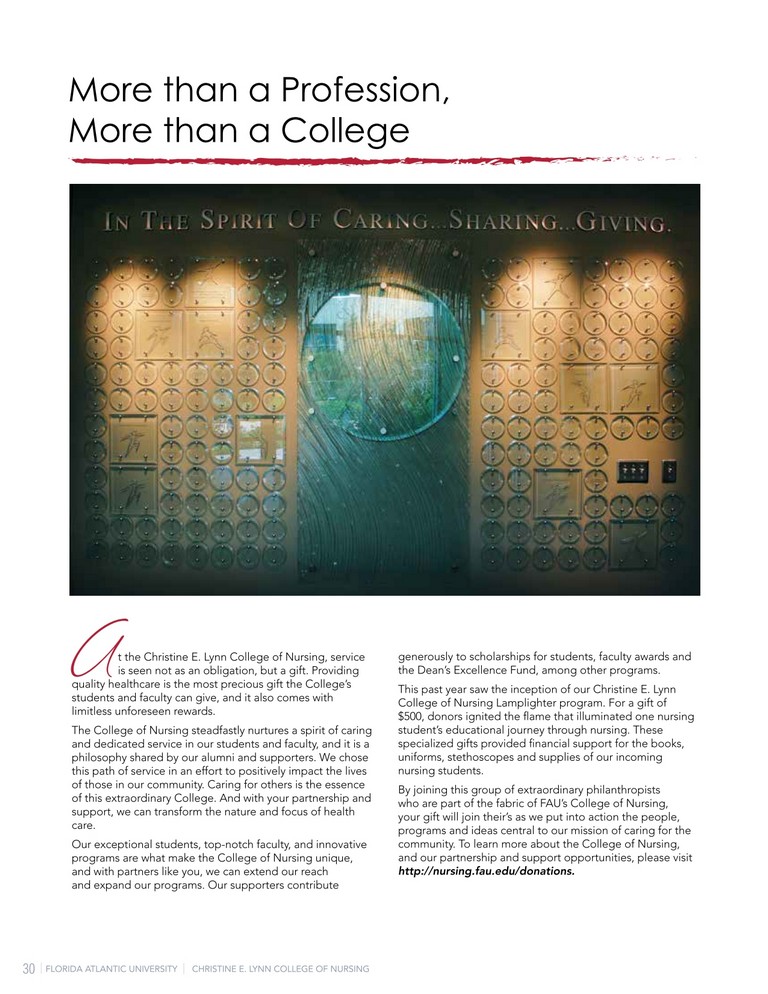 More than a Profession,
More than a College
IN THE SPIRIT OF CARING...SHARING...GIVING.
At the Christine E. Lynn College of Nursing, service
is seen not as an obligation, but a gift. Providing
quality healthcare is the most precious gift the College's
students and faculty can give, and it also comes with
limitless unforeseen rewards.
The College of Nursing steadfastly nurtures a spirit of caring
and dedicated service in our students and faculty, and it is a
philosophy shared by our alumni and supporters. We chose
this path of service in an effort to positively impact the lives
of those in our community. Caring for others is the essence
of this extraordinary College. And with your partnership and
support, we can transform the nature and focus of health
care.
Our exceptional students, top-notch faculty, and innovative
programs are what make the College of Nursing unique,
and with partners like you, we can extend our reach
and expand our programs. Our supporters contribute
generously to scholarships for students, faculty awards and
the Dean's Excellence Fund, among other programs.
This past year saw the inception of our Christine E. Lynn
College of Nursing Lamplighter program. For a gift of
$500, donors ignited the flame that illuminated one nursing
student's educational journey through nursing. These
specialized gifts provided financial support for the books,
uniforms, stethoscopes and supplies of our incoming
nursing students.
By joining this group of extraordinary philanthropists
who are part of the fabric of FAU's College of Nursing,
your gift will join their's as we put into action the people,
programs and ideas central to our mission of caring for the
community. To learn more about the College of Nursing,
and our partnership and support opportunities, please visit
http://nursing.fau.edu/donations.
30 | FLORIDA ATLANTIC UNIVERSITY | CHRISTINE E. LYNN COLLEGE OF NURSING